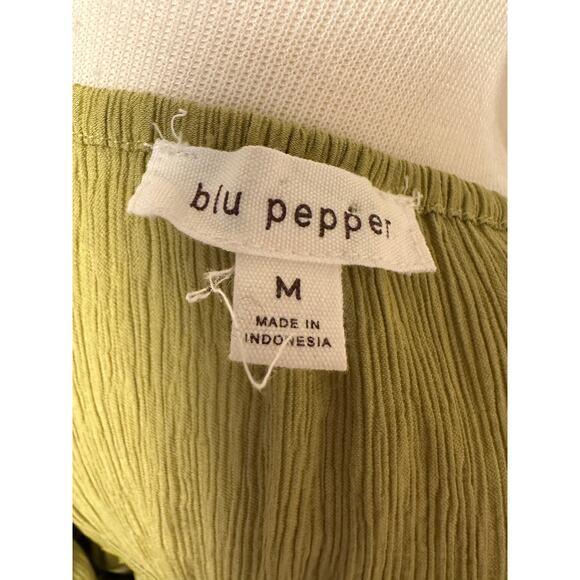 blu pepper
M
MADE IN
INDONESIA